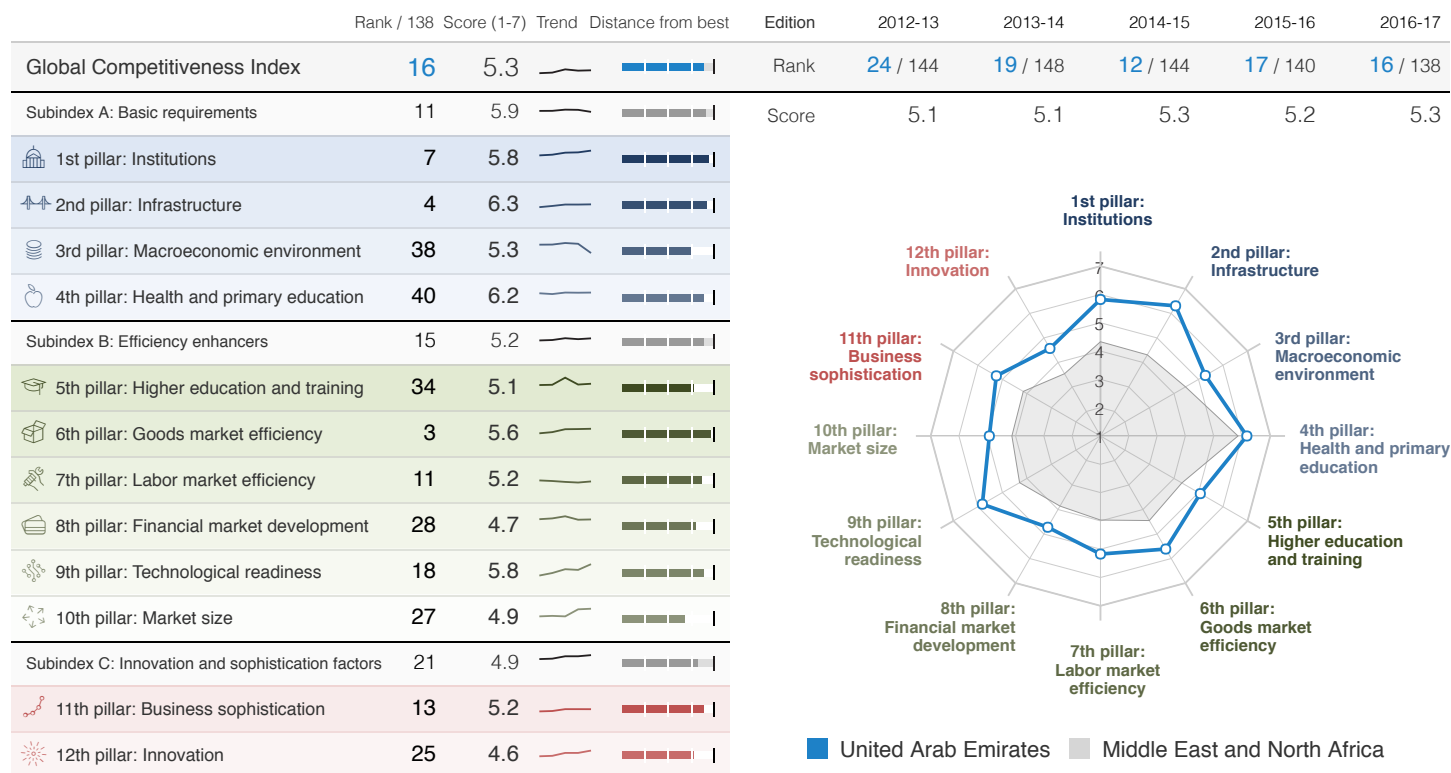 Rank / 138 Score (1-7) Trend Distance from best
Global Competitiveness Index 16 5.3
Subindex A: Basic requirements 11 5.9
1st pillar: Institutions 7 5.8
2nd pillar: Infrastructure 4 6.3
3rd pillar: Macroeconomic environment 38 5.3
4th pillar: Health and primary education 40 6.2
Subindex B: Efficiency enhancers 15 5.2
5th pillar: Higher education and training 34 5.1
6th pillar: Goods market efficiency 3 5.6
7th pillar: Labor market efficiency 11 5.2
8th pillar: Financial market development 28 4.7
9th pillar: Technological readiness 18 5.8
10th pillar: Market size 27 4.9
Subindex C: Innovation and sophistication factors 21 4.9
11th pillar: Business sophistication 13 5.2
12th pillar: Innovation 25 4.6
Edition 2012-13 2013-14 2014-15 2015-16 2016-17
Rank 24 / 144 19 / 148 12 / 144 17 / 140 16 / 138
Score 5.1 5.1 5.3 5.2 5.3
1st pillar:
Institutions
2nd pillar:
Infrastructure
3rd pillar:
Macroeconomic
environment
4th pillar:
Health and primary
education
5th pillar:
Higher education
and training
6th pillar:
Goods market
efficiency
7th pillar:
Labor market
efficiency
8th pillar:
Financial market
development
9th pillar:
Technological
readiness
10th pillar:
Market size
11th pillar:
Business
sophistication
12th pillar:
Innovation
7
6
5
4
3
2
1
United Arab Emirates Middle East and North Africa